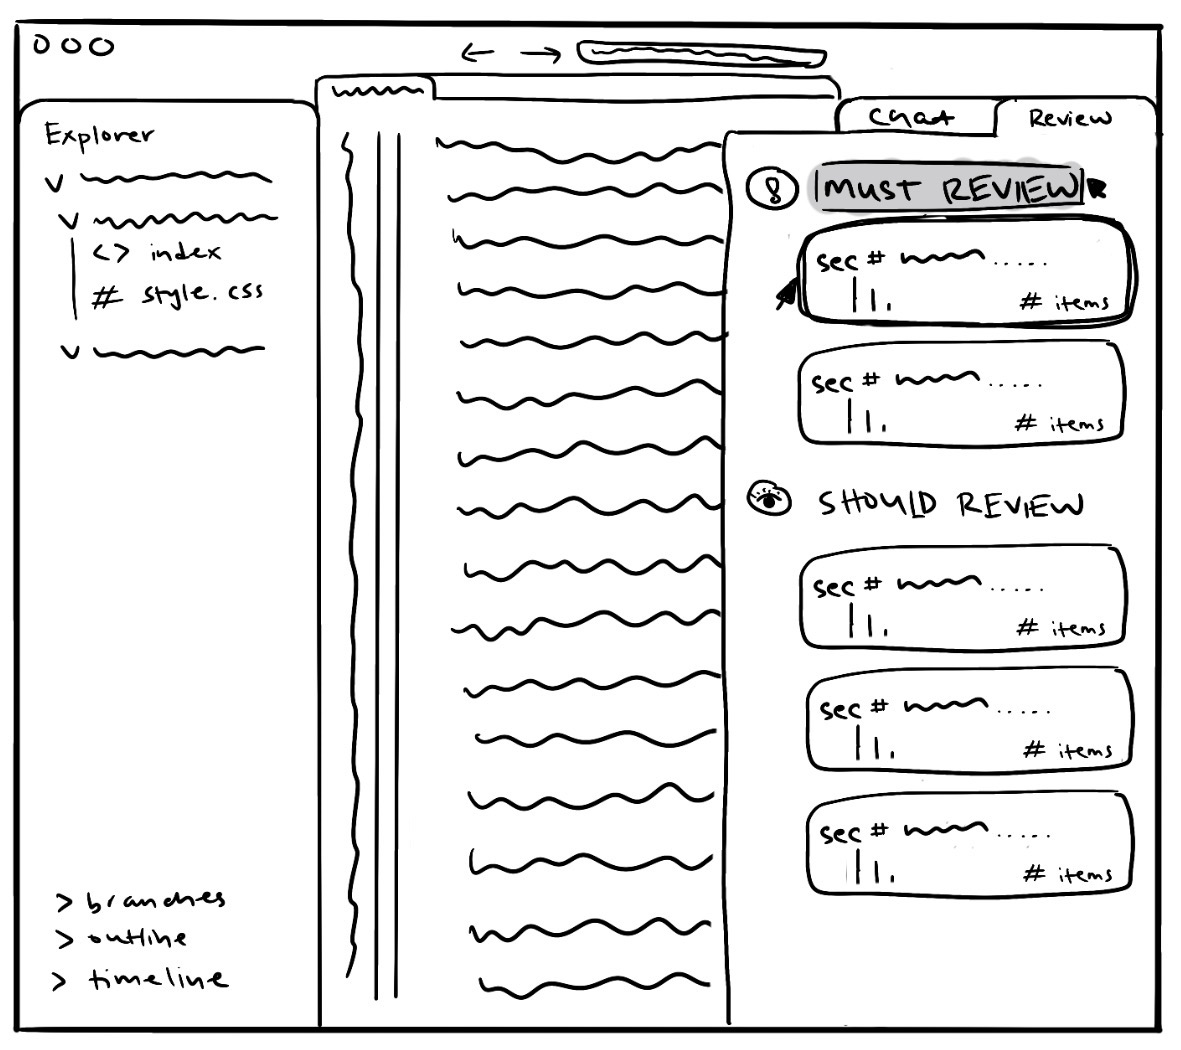 Explorer
<> index
# style.css
> branches
> outline
> timeline
chat
Review
8 MUST REVIEW
sec #
# items
sec #
# items
SHOULD REVIEW
sec #
# items
sec #
# items
sec #
# items